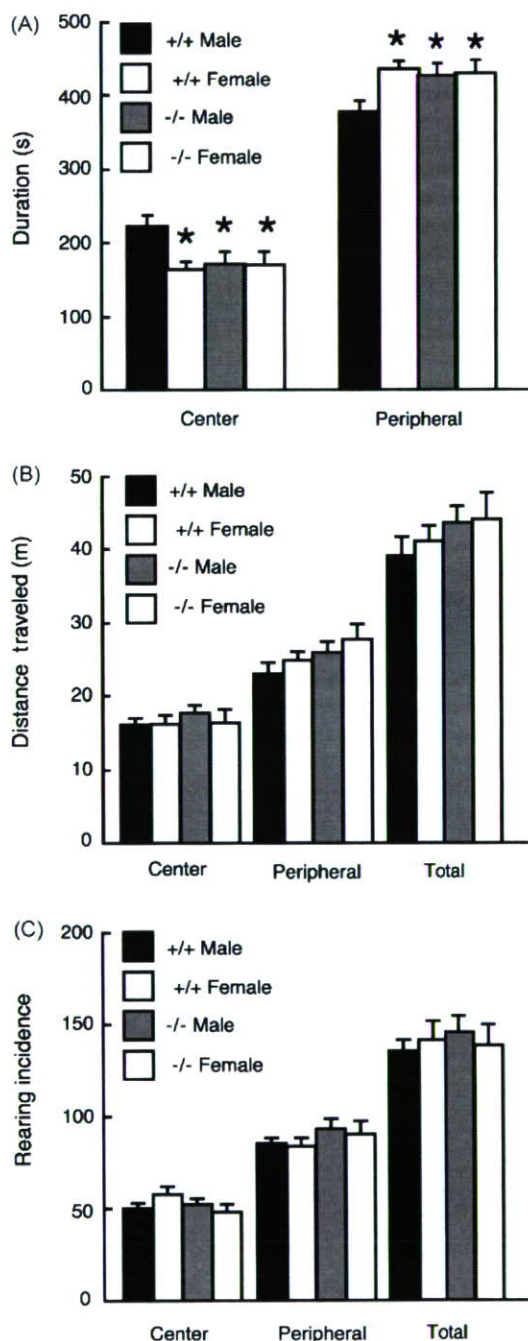 (A)
500
400
300
200
100
0
Duration (s)
+/+ Male
+/+ Female
-/- Male
-/- Female
* * *
* * *
Center Peripheral
(B)
50
40
30
20
10
0
Distance traveled (m)
+/+ Male
+/+ Female
-/- Male
-/- Female
Center Peripheral Total
(C)
200
150
100
50
0
Rearing incidence
+/+ Male
+/+ Female
-/- Male
-/- Female
Center Peripheral Total